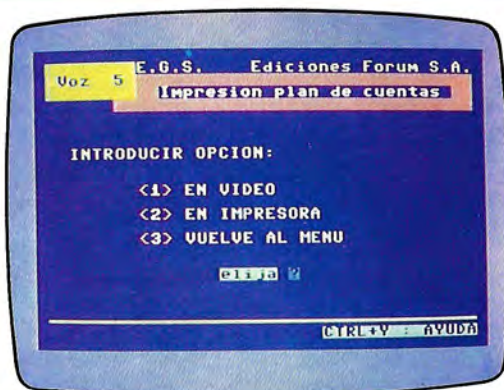 E.G.S. Ediciones Forum S.A.
Voz 5
Impresion plan de cuentas
INTRODUCIR OPCION:
<1> EN VIDEO
<2> EN IMPRESORA
<3> VUELVE AL MENU
elija ?
CTRL+Y : AYUDA